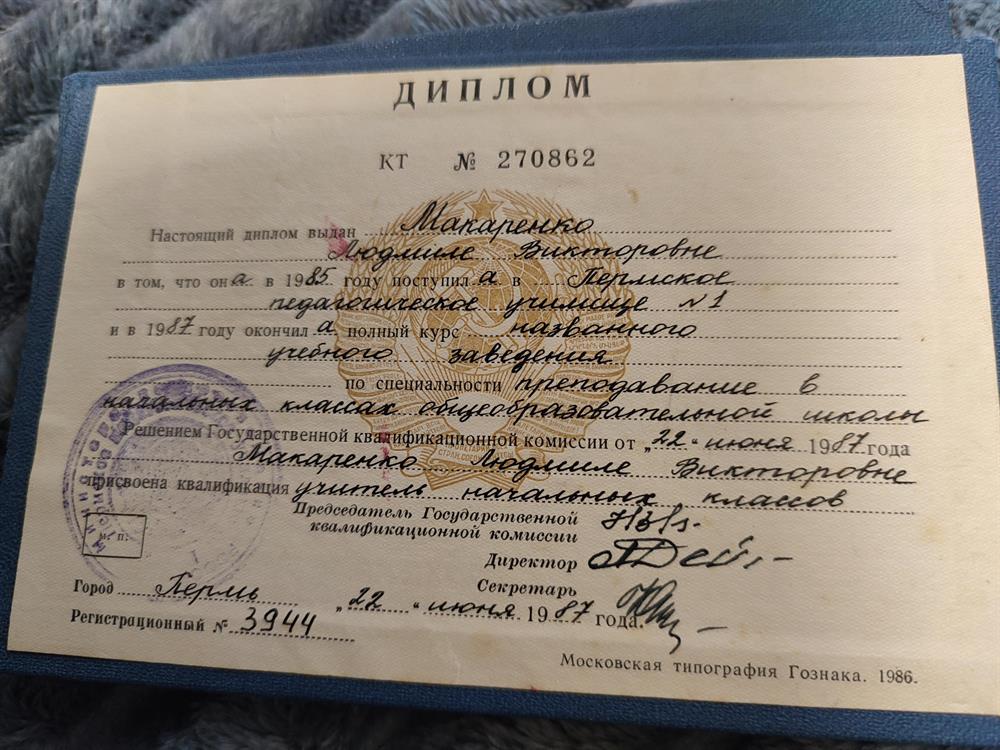 ДИПЛОМ
КТ № 270862
Настоящий диплом выдан Макаренко
Людмиле Викторовне
в том, что она в 1985 году поступила в Пермское
педагогическое училище №1
и в 1987 году окончила полный курс названного
учебного заведения
по специальности преподавание в
начальных классах общеобразовательной школы
Решением Государственной квалификационной комиссии от „22“ июня 1987 года
Макаренко Людмиле Викторовне
присвоена квалификация учитель начальных классов
Председатель Государственной
квалификационной комиссии
Директор
Секретарь
м. п.
Город Пермь „22“ июня 1987 года.
Регистрационный № 3944
Московская типография Гознака. 1986.